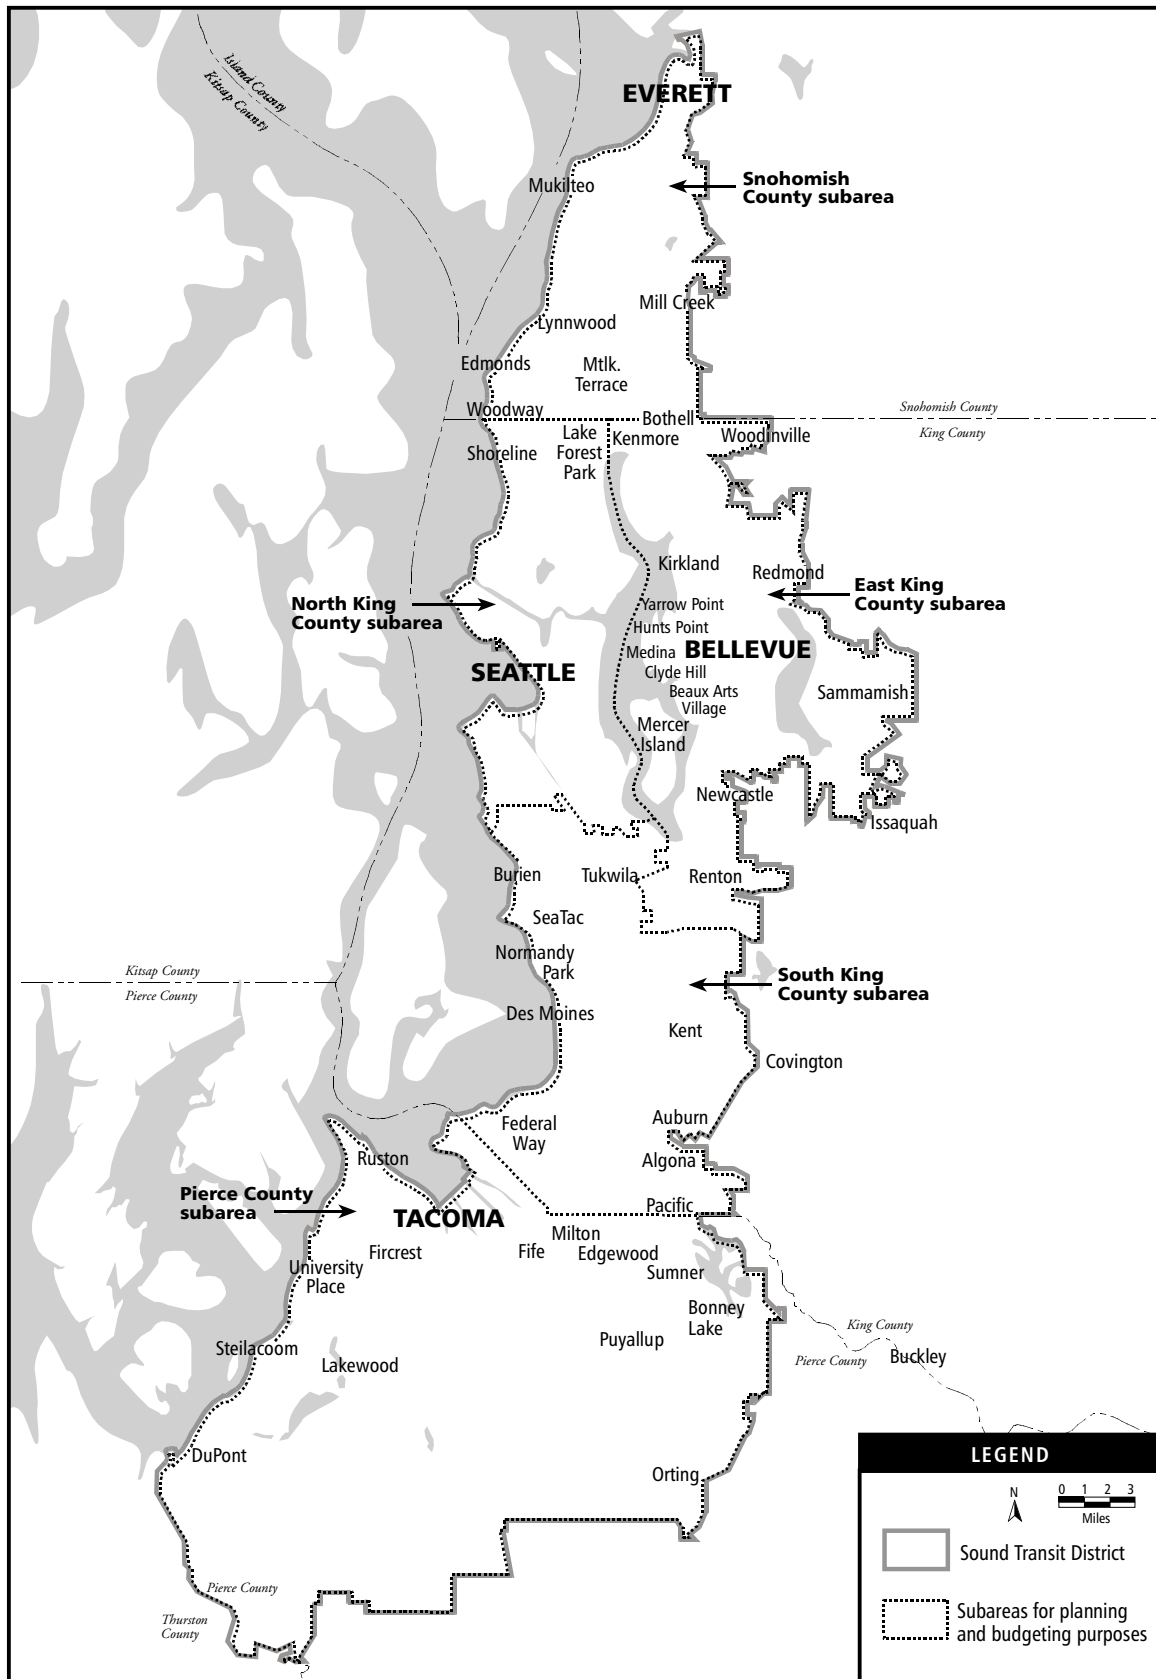 Island County
Kitsap County
EVERETT
Mukilteo
Snohomish
County subarea
Mill Creek
Lynnwood
Edmonds
Mtlk.
Terrace
Woodway
Bothell
Snohomish County
King County
Lake
Forest
Park
Kenmore
Woodinville
Shoreline
Kirkland
Redmond
East King
County subarea
North King
County subarea
Yarrow Point
Hunts Point
Medina
BELLEVUE
SEATTLE
Clyde Hill
Beaux Arts
Village
Sammamish
Mercer
Island
Newcastle
Issaquah
Burien
Tukwila
Renton
SeaTac
Normandy
Park
Kitsap County
Pierce County
South King
County subarea
Des Moines
Kent
Covington
Federal
Way
Auburn
Ruston
Algona
Pierce County
subarea
TACOMA
Pacific
Milton
Fircrest
Fife
Edgewood
University
Place
Sumner
Bonney
Lake
King County
Pierce County
Buckley
Steilacoom
Lakewood
Puyallup
DuPont
Orting
Pierce County
Thurston
County
LEGEND
N
0 1 2 3
Miles
Sound Transit District
Subareas for planning
and budgeting purposes